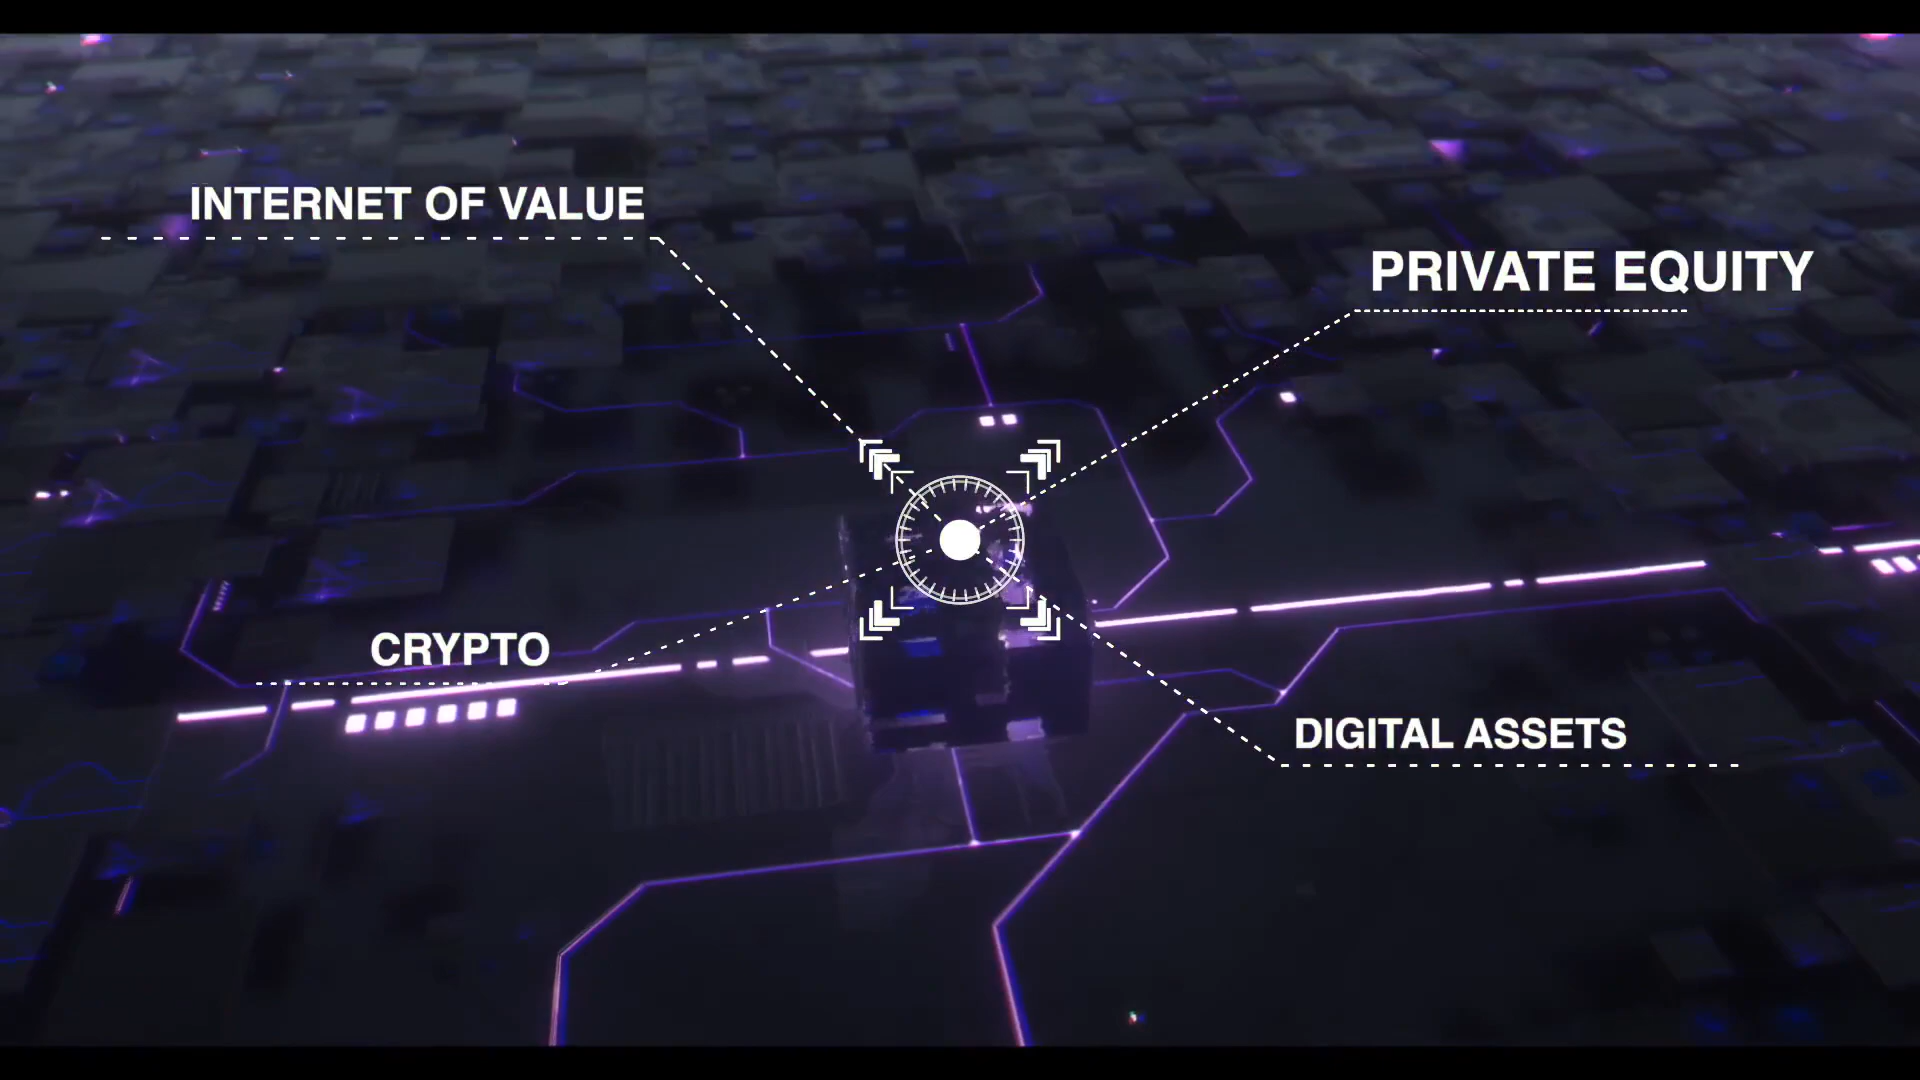 INTERNET OF VALUE
PRIVATE EQUITY
CRYPTO
DIGITAL ASSETS